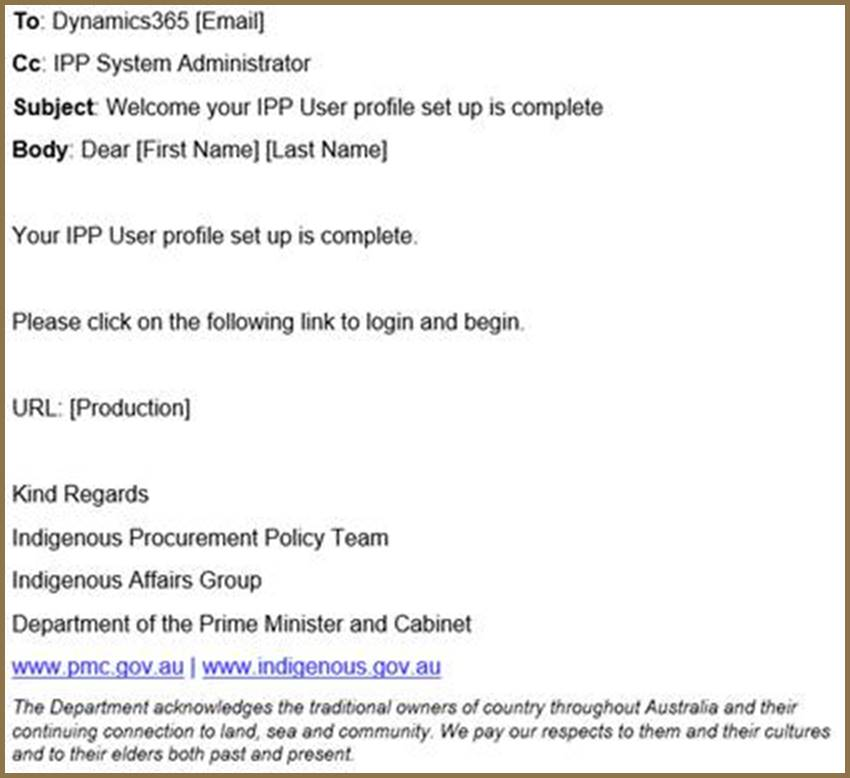 To: Dynamics365 [Email]
Cc: IPP System Administrator
Subject: Welcome your IPP User profile set up is complete
Body: Dear [First Name] [Last Name]
Your IPP User profile set up is complete.
Please click on the following link to login and begin.
URL: [Production]
Kind Regards
Indigenous Procurement Policy Team
Indigenous Affairs Group
Department of the Prime Minister and Cabinet
www.pmc.gov.au | www.indigenous.gov.au
The Department acknowledges the traditional owners of country throughout Australia and their
continuing connection to land, sea and community. We pay our respects to them and their cultures
and to their elders both past and present.